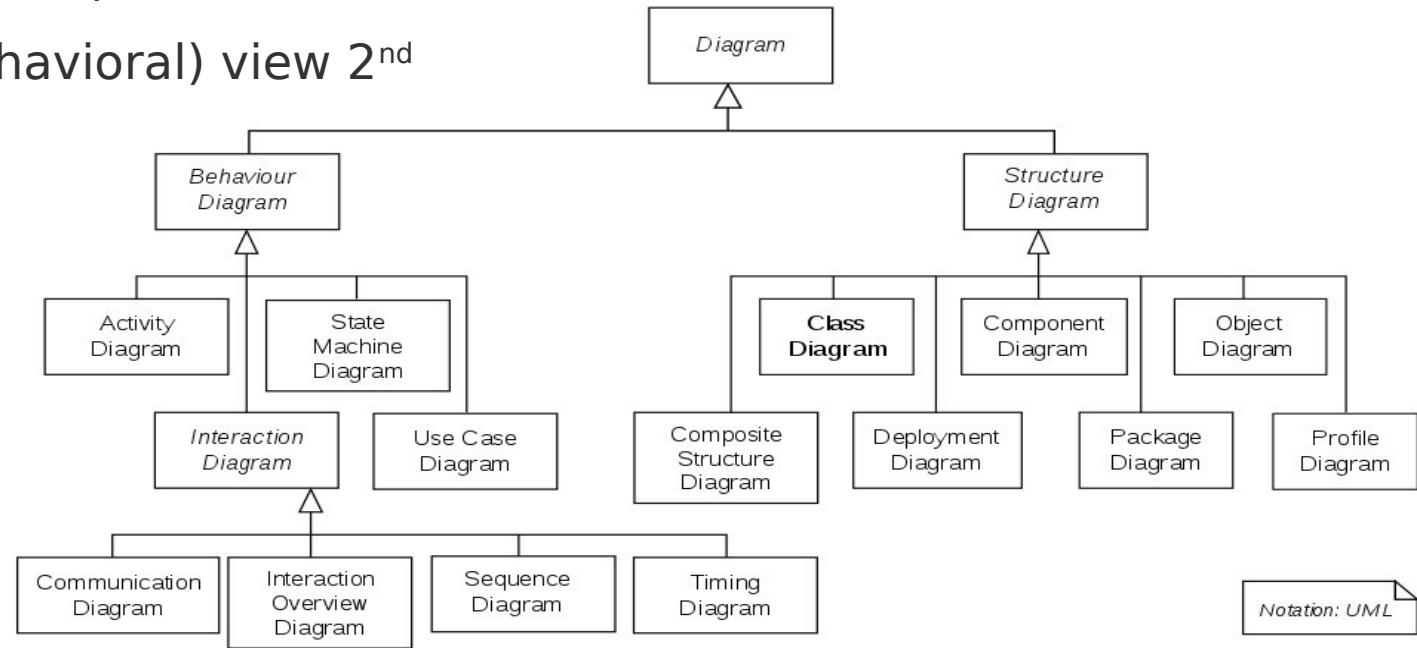 havioral) view 2nd
Diagram
Behaviour
Diagram
Structure
Diagram
Activity
Diagram
State
Machine
Diagram
Class
Diagram
Component
Diagram
Object
Diagram
Interaction
Diagram
Use Case
Diagram
Composite
Structure
Diagram
Deployment
Diagram
Package
Diagram
Profile
Diagram
Communication
Diagram
Interaction
Overview
Diagram
Sequence
Diagram
Timing
Diagram
Notation: UML